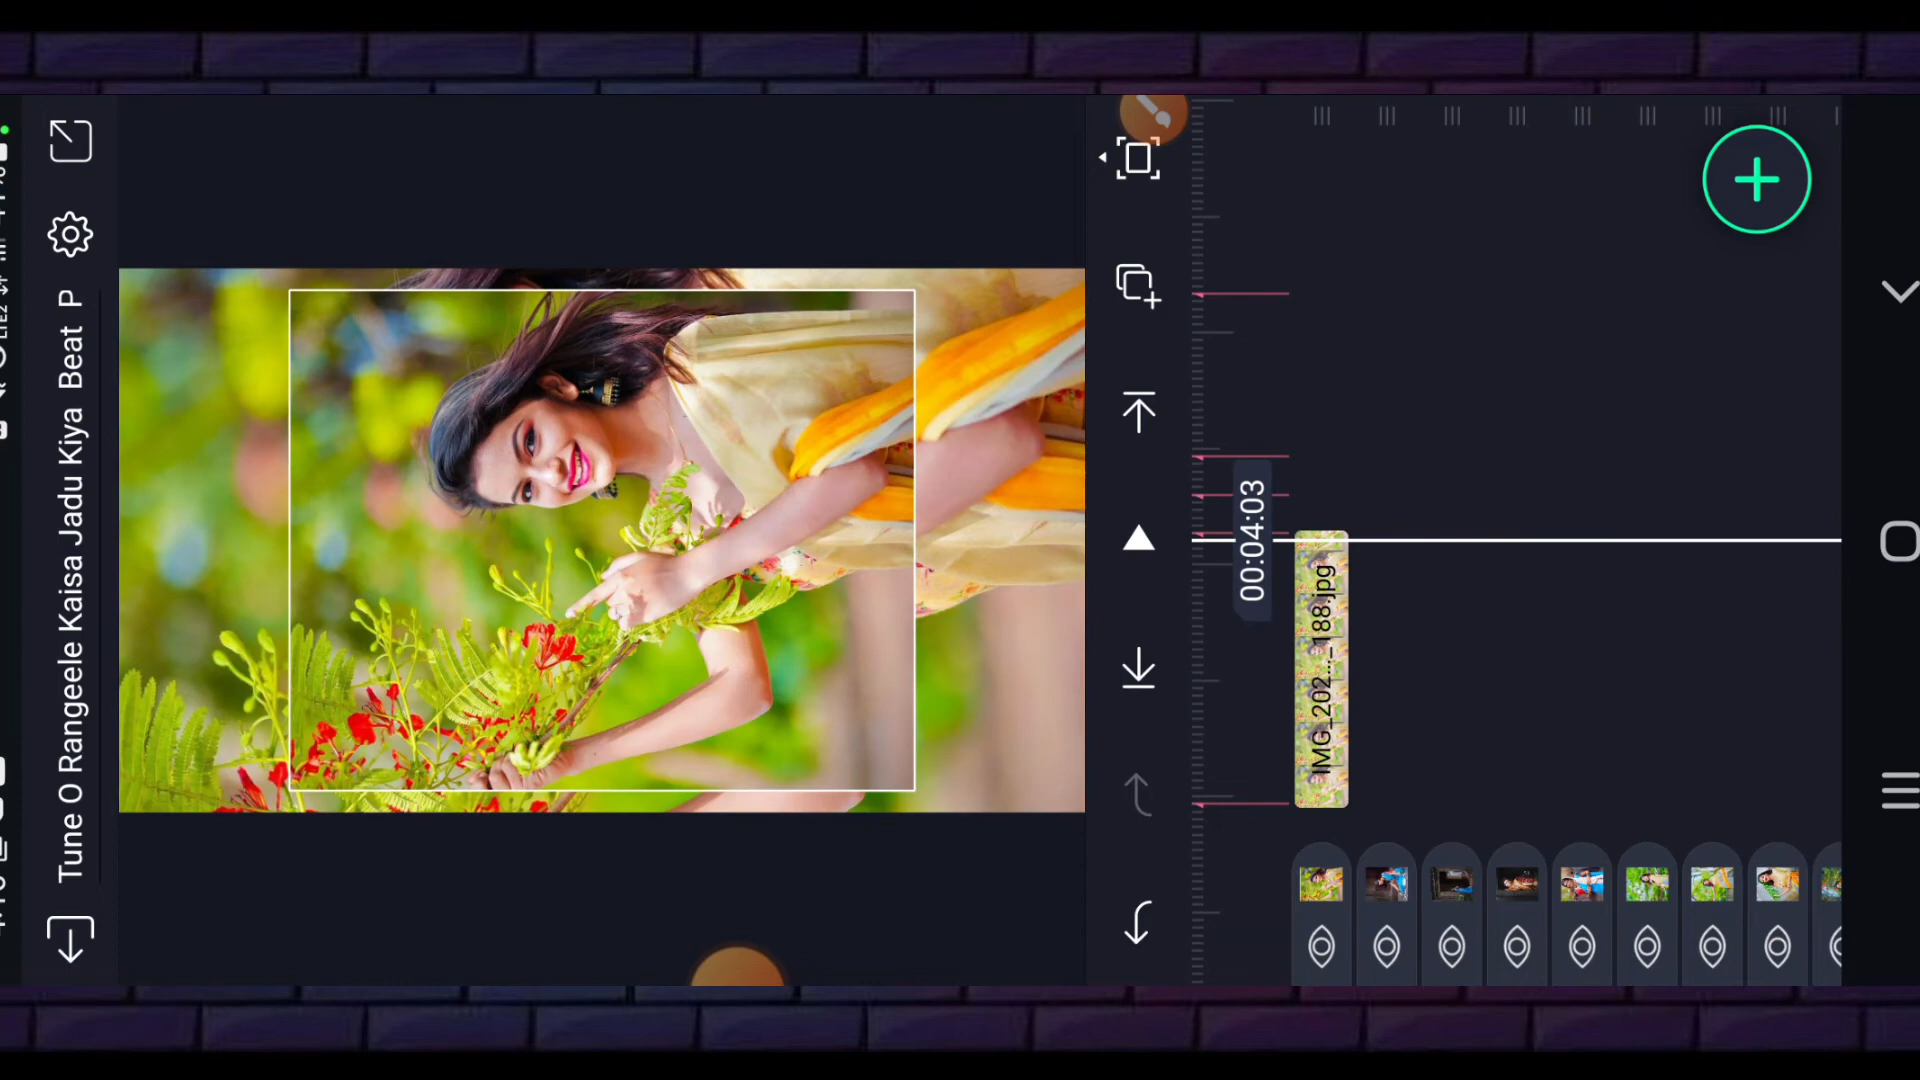 Tune O Rangeele Kaisa Jadu Kiya Beat P
00:04:03
IMG_202..._188.jpg